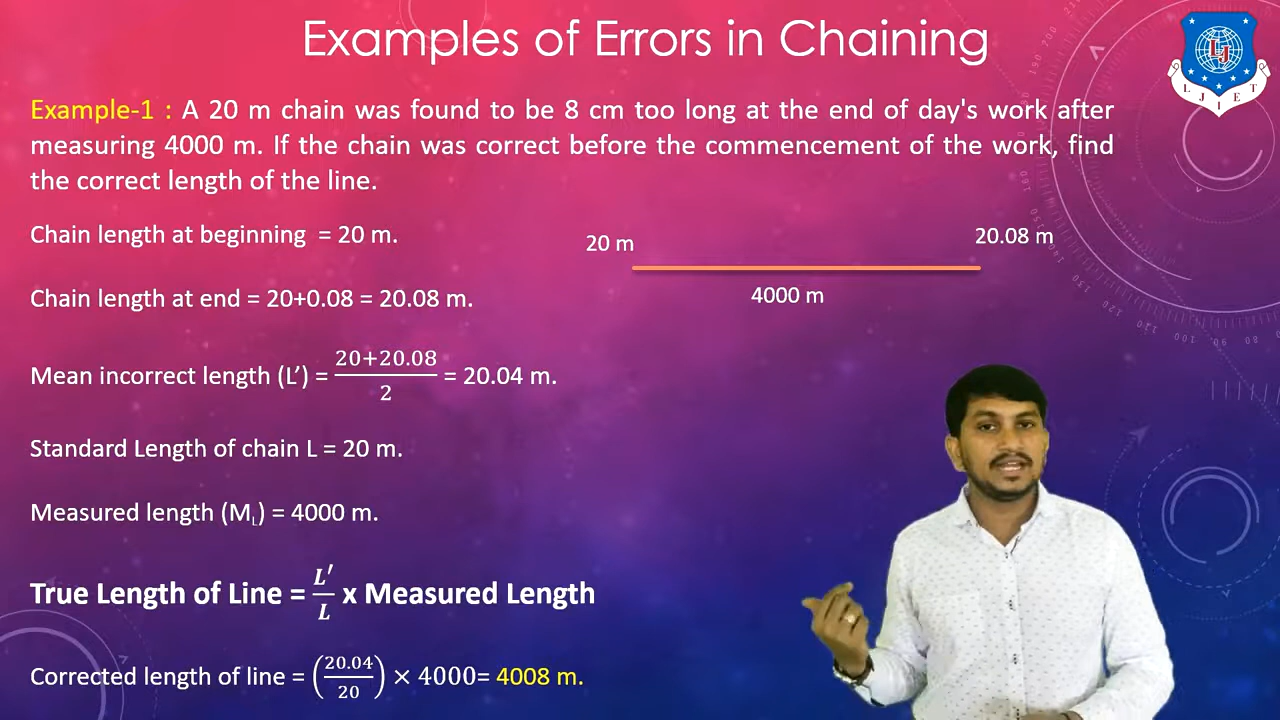 Examples of Errors in Chaining
LJIET
Example-1 : A 20 m chain was found to be 8 cm too long at the end of day's work after
measuring 4000 m. If the chain was correct before the commencement of the work, find
the correct length of the line.
Chain length at beginning = 20 m.
20 m
20.08 m
4000 m
Chain length at end = 20+0.08 = 20.08 m.
Mean incorrect length (L’) = (20+20.08)/2 = 20.04 m.
Standard Length of chain L = 20 m.
Measured length (M_L) = 4000 m.
True Length of Line = L′/L x Measured Length
Corrected length of line = (20.04/20) × 4000= 4008 m.